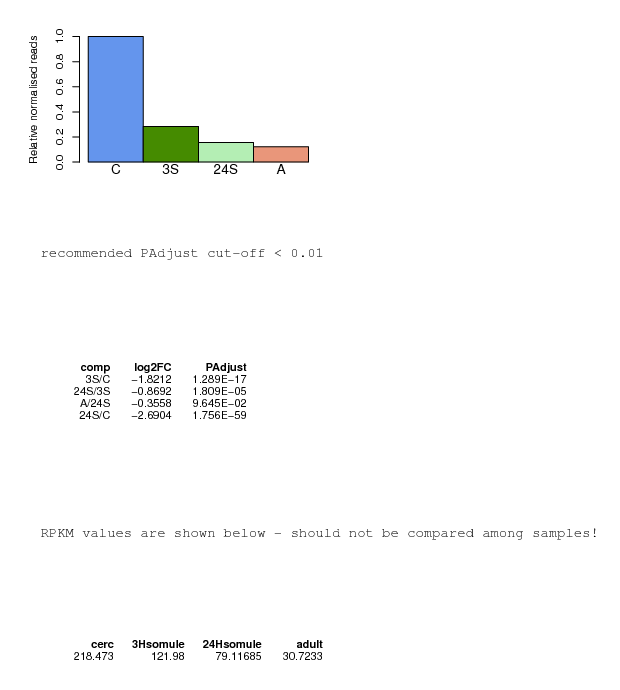 Relative normalised reads
1.0
0.8
0.6
0.4
0.2
0.0
C 3S 24S A
recommended PAdjust cut-off < 0.01
comp log2FC PAdjust
3S/C −1.8212 1.289E−17
24S/3S −0.8692 1.809E−05
A/24S −0.3558 9.645E−02
24S/C −2.6904 1.756E−59
RPKM values are shown below - should not be compared among samples!
cerc 3Hsomule 24Hsomule adult
218.473 121.98 79.11685 30.7233